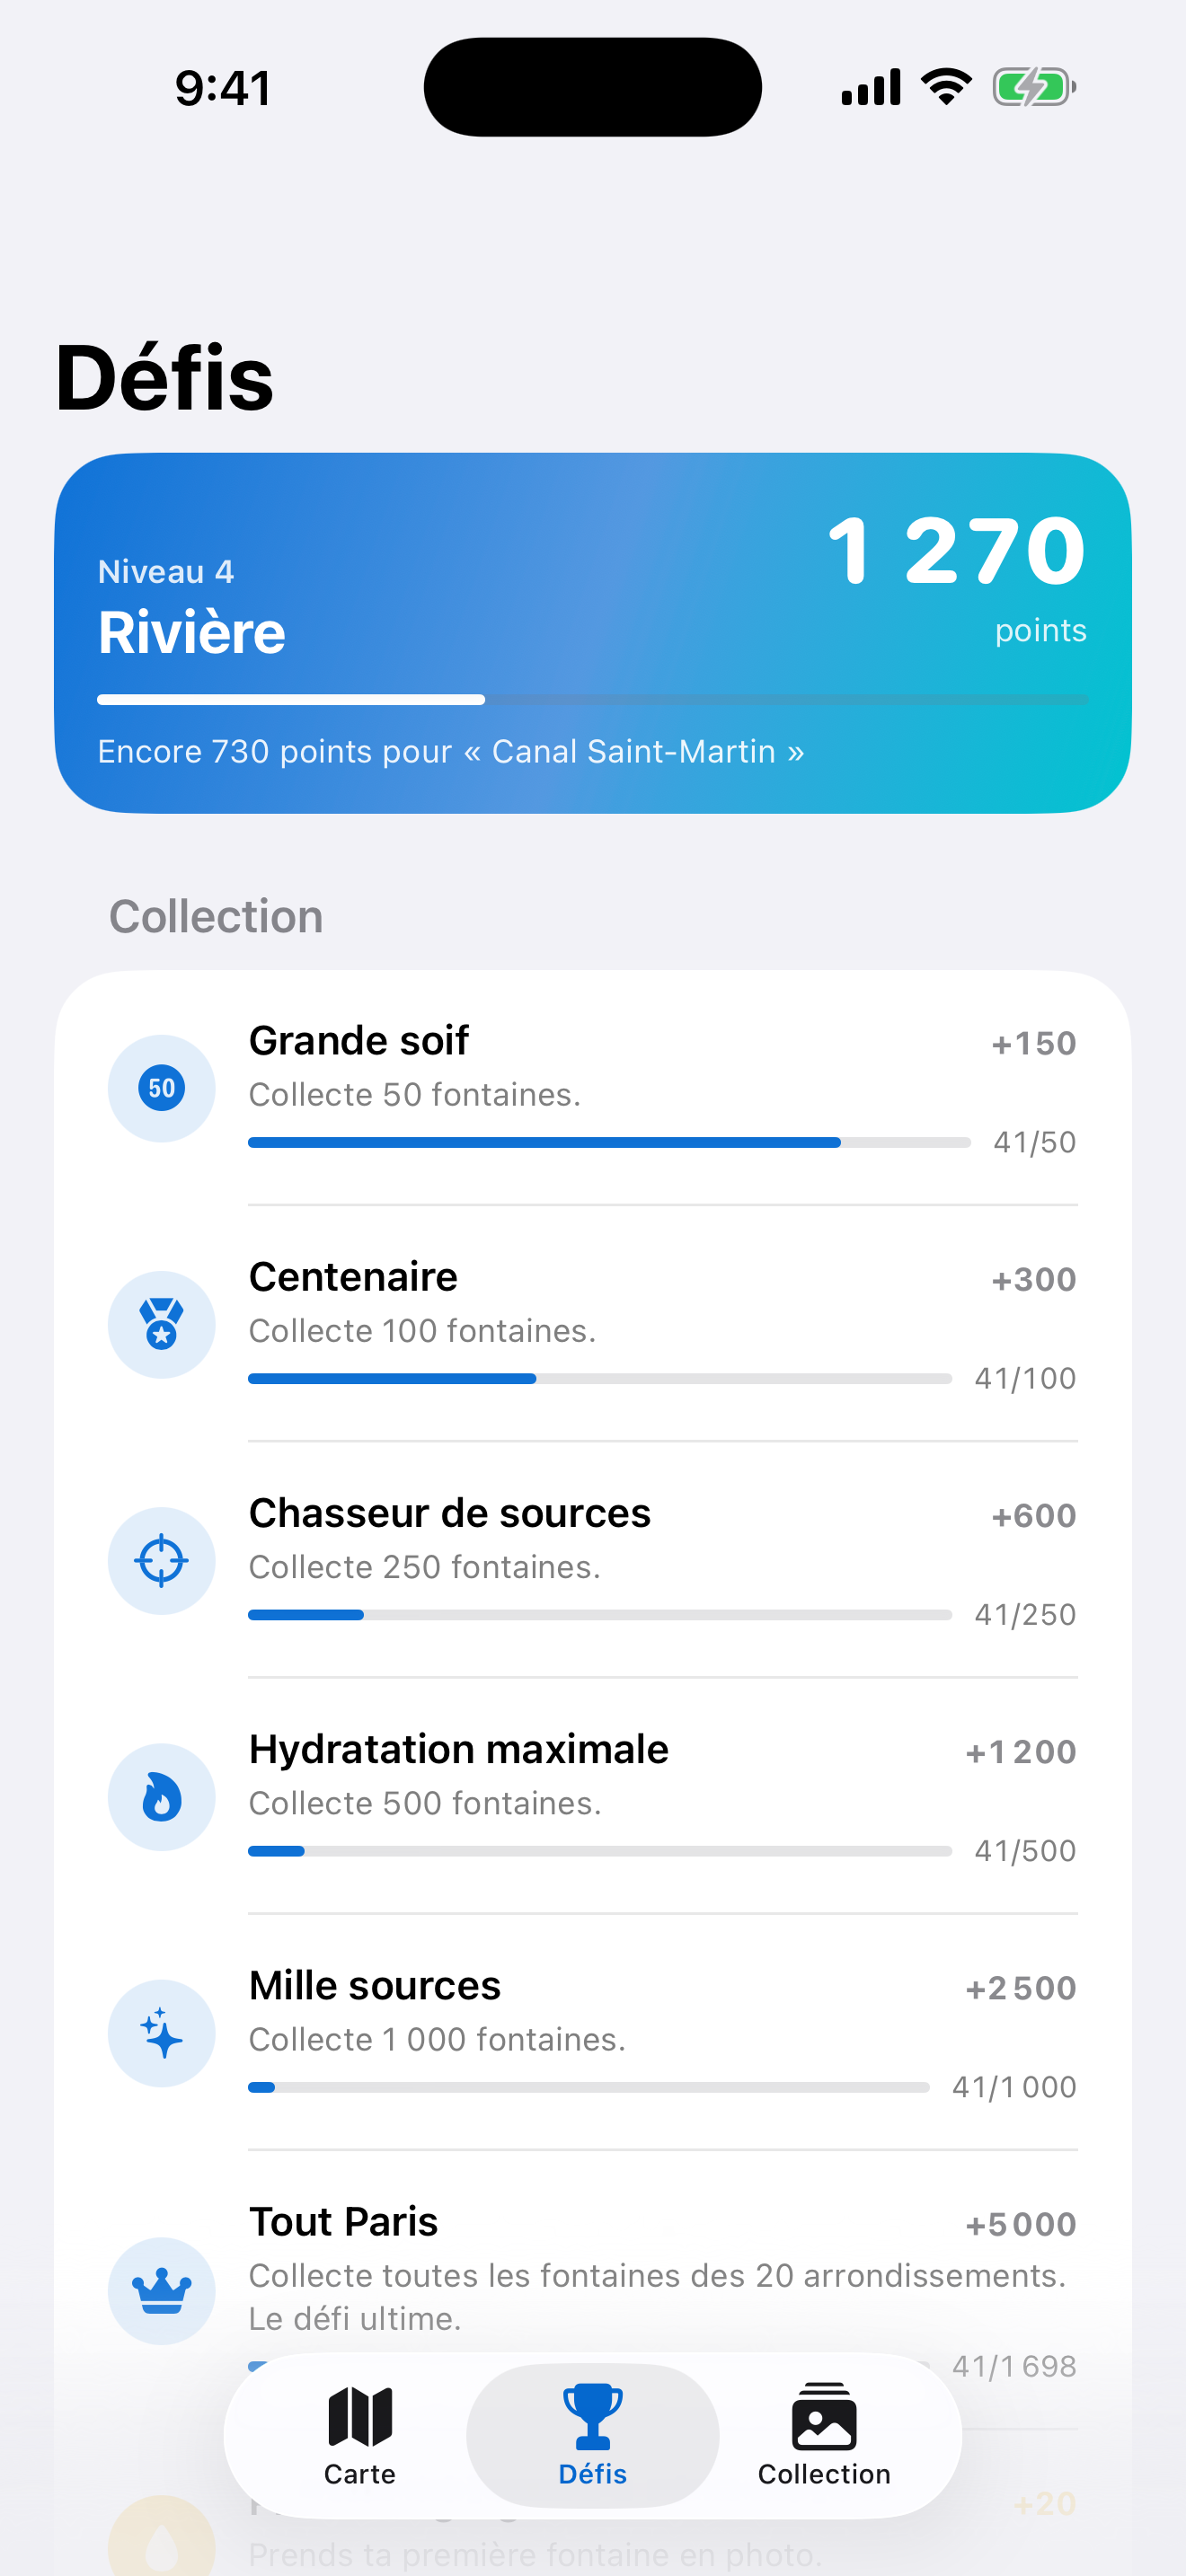 9:41
Défis
1 270
Niveau 4
Rivière
points
Encore 730 points pour « Canal Saint-Martin »
Collection
Grande soif
+150
50
Collecte 50 fontaines.
41/50
Centenaire
+300
Collecte 100 fontaines.
41/100
Chasseur de sources
+600
Collecte 250 fontaines.
41/250
Hydratation maximale
+1 200
Collecte 500 fontaines.
41/500
Mille sources
+2 500
Collecte 1 000 fontaines.
41/1 000
Tout Paris
+5 000
Collecte toutes les fontaines des 20 arrondissements.
Le défi ultime.
41/1 698
Carte
Défis
Collection
+20
Prends ta première fontaine en photo.